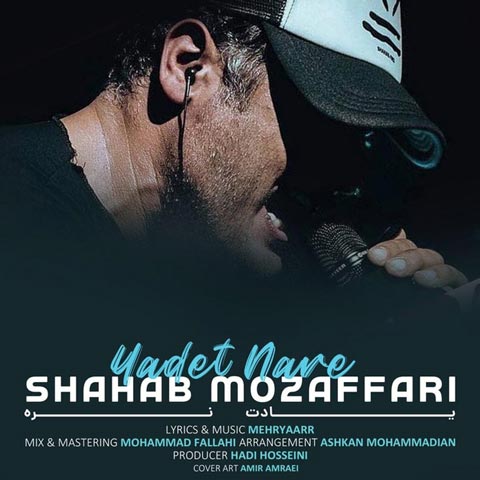 Yadet Nare
SHAHAB MOZAFFARI
یادت نره
LYRICS & MUSIC MEHRYAARR
MIX & MASTERING MOHAMMAD FALLAHI ARRANGEMENT ASHKAN MOHAMMADIAN
PRODUCER HADI HOSSEINI
COVER ART AMIR AMRAEI